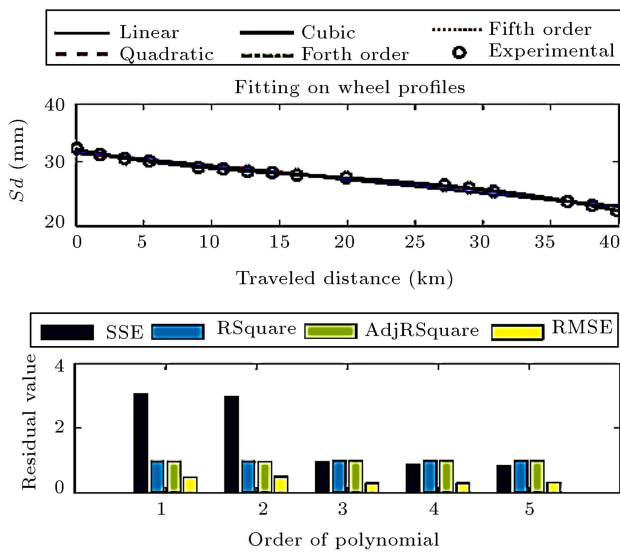 Linear Cubic Fifth order
Quadratic Forth order Experimental
Fitting on wheel profiles
40
30
20
Sd (mm)
0 5 10 15 20 25 30 35 40
Traveled distance (km)
SSE RSquare AdjRSquare RMSE
4
2
0
Residual value
1 2 3 4 5
Order of polynomial